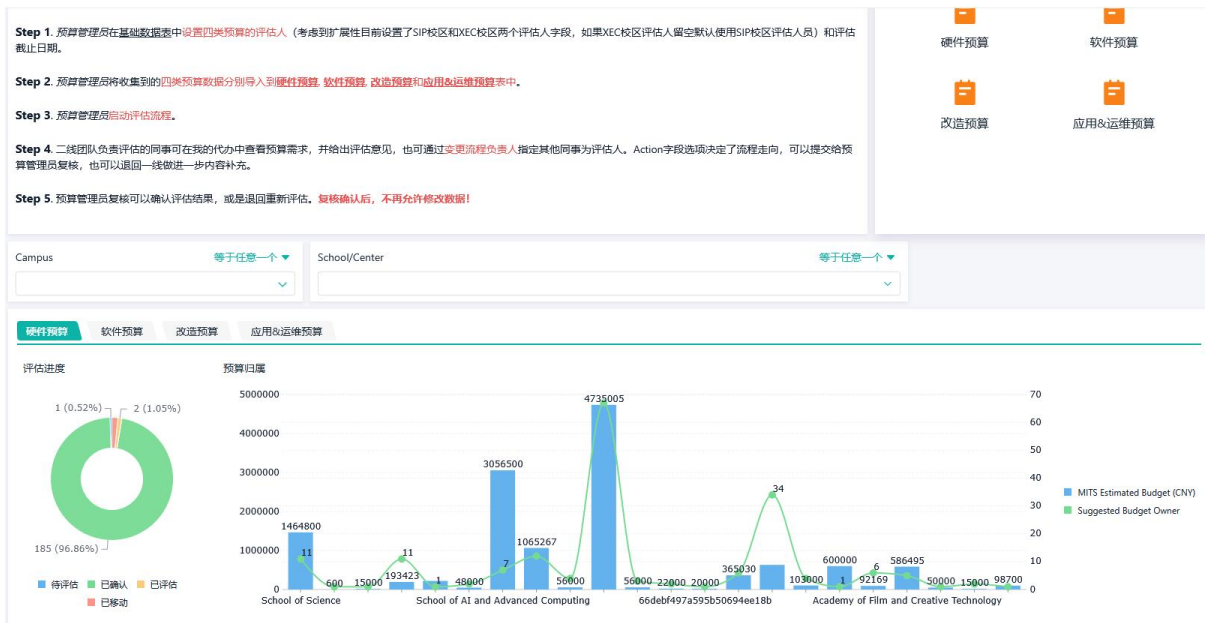 Step 1. 预算管理员在基础数据表中设置四类预算的评估人（考虑到扩展性目前设置了SIP校区和XEC校区两个评估人字段，如果XEC校区评估人留空默认使用SIP校区评估人员）和评估
截止日期。
Step 2. 预算管理员将收集到的四类预算数据分别导入到硬件预算, 软件预算, 改造预算和应用&运维预算表中。
Step 3. 预算管理员启动评估流程。
Step 4. 二线团队负责评估的同事可在我的代办中查看预算需求，并给出评估意见，也可通过变更流程负责人指定其他同事为评估人。Action字段选项决定了流程走向，可以提交给预
算管理员复核，也可以退回一线做进一步内容补充。
Step 5. 预算管理员复核可以确认评估结果，或是退回重新评估。复核确认后，不再允许修改数据！
硬件预算
软件预算
改造预算
应用&运维预算
Campus
等于任意一个
School/Center
等于任意一个
硬件预算
软件预算
改造预算
应用&运维预算
评估进度
1 (0.52%)
2 (1.05%)
185 (96.86%)
待评估
已确认
已评估
已移动
预算归属
5000000
4000000
3000000
2000000
1000000
0
1464800
11
600
15000
193423
11
1
48000
3056500
7
1065267
56000
4735005
56000
22000
20000
365030
34
103000
600000
1
92169
6
586495
50000
1500
98700
70
60
50
40
30
20
10
0
School of Science
School of AI and Advanced Computing
66debf497a595b50694ee18b
Academy of Film and Creative Technology
MITS Estimated Budget (CNY)
Suggested Budget Owner